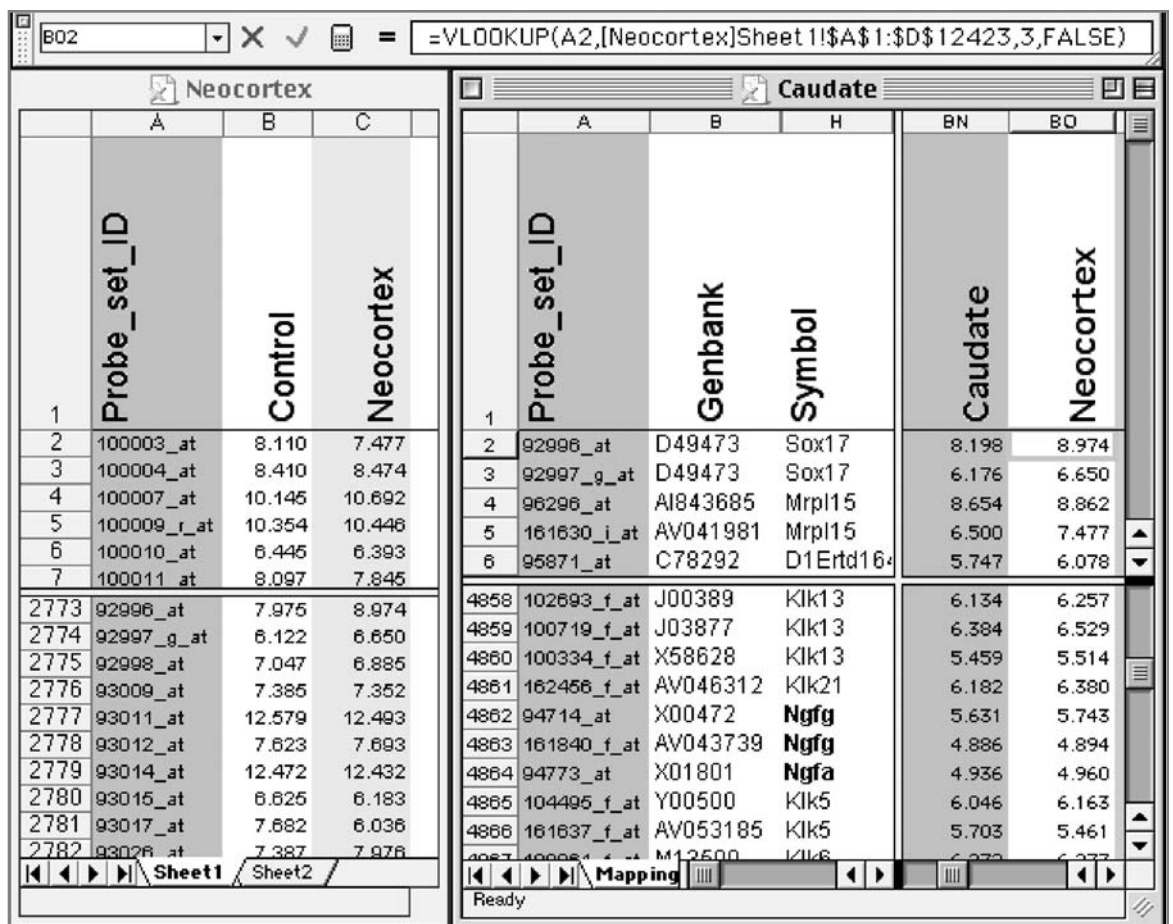 BO2 = =VLOOKUP(A2,[Neocortex]Sheet1!$A$1:$D$12423,3,FALSE)
Neocortex
A B C
1 Probe_set_ID Control Neocortex
2 100003_at 8.110 7.477
3 100004_at 8.410 8.474
4 100007_at 10.145 10.692
5 100009_r_at 10.354 10.446
6 100010_at 6.445 6.393
7 100011_at 8.097 7.845
2773 92996_at 7.975 8.974
2774 92997_g_at 6.122 6.650
2775 92998_at 7.047 6.885
2776 93009_at 7.385 7.352
2777 93011_at 12.579 12.493
2778 93012_at 7.623 7.693
2779 93014_at 12.472 12.432
2780 93015_at 6.625 6.183
2781 93017_at 7.682 6.036
2782 93026_at 7.387 7.976
Sheet1 Sheet2
Caudate
A B H BN BO
1 Probe_set_ID Genbank Symbol Caudate Neocortex
2 92996_at D49473 Sox17 8.198 8.974
3 92997_g_at D49473 Sox17 6.176 6.650
4 96296_at AI843685 Mrpl15 8.654 8.862
5 161630_i_at AV041981 Mrpl15 6.500 7.477
6 95871_at C78292 D1Ertd164 5.747 6.078
4858 102693_f_at J00389 Klk13 6.134 6.257
4859 100719_f_at J03877 Klk13 6.384 6.529
4860 100334_f_at X58628 Klk13 5.459 5.514
4861 162456_f_at AV046312 Klk21 6.182 6.380
4862 94714_at X00472 Ngfg 5.631 5.743
4863 161840_f_at AV043739 Ngfg 4.886 4.894
4864 94773_at X01801 Ngfa 4.936 4.960
4865 104495_f_at Y00500 Klk5 6.046 6.163
4866 161637_f_at AV053185 Klk5 5.703 5.461
Mapping
Ready